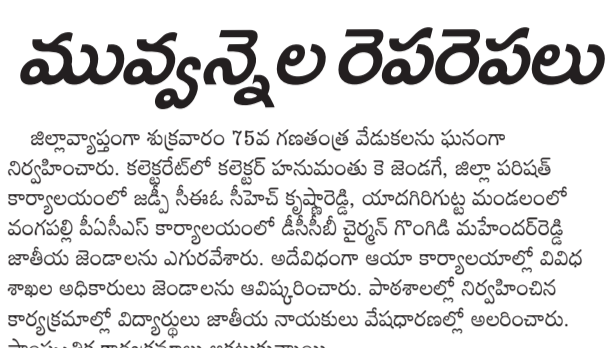 మువ్వన్నెల రెపరెపలు
జిల్లావ్యాప్తంగా శుక్రవారం 75వ గణతంత్ర వేడుకలను ఘనంగా
నిర్వహించారు. కలెక్టరేట్‌లో కలెక్టర్ హనుమంతు కె జెండగే, జిల్లా పరిషత్
కార్యాలయంలో జడ్పీ సీఈఓ సీహెచ్ కృష్ణారెడ్డి, యాదగిరిగుట్ట మండలంలో
వంగపల్లి పీఏసీఎస్ కార్యాలయంలో డీసీసీబీ చైర్మన్ గొంగిడి మహేందర్‌రెడ్డి
జాతీయ జెండాలను ఎగురవేశారు. అదేవిధంగా ఆయా కార్యాలయాల్లో వివిధ
శాఖల అధికారులు జెండాలను ఆవిష్కరించారు. పాఠశాలల్లో నిర్వహించిన
కార్యక్రమాల్లో విద్యార్థులు జాతీయ నాయకులు వేషధారణల్లో అలరించారు.